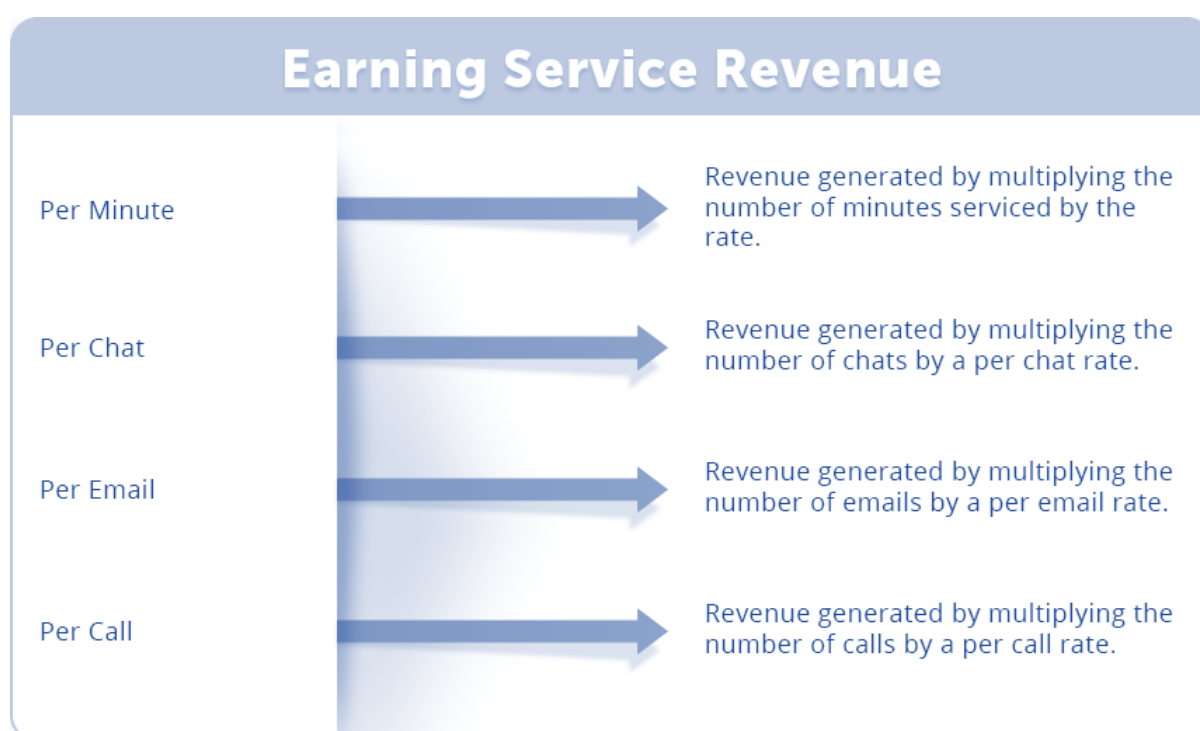 Earning Service Revenue
Per Minute
Revenue generated by multiplying the
number of minutes serviced by the
rate.
Per Chat
Revenue generated by multiplying the
number of chats by a per chat rate.
Per Email
Revenue generated by multiplying the
number of emails by a per email rate.
Per Call
Revenue generated by multiplying the
number of calls by a per call rate.